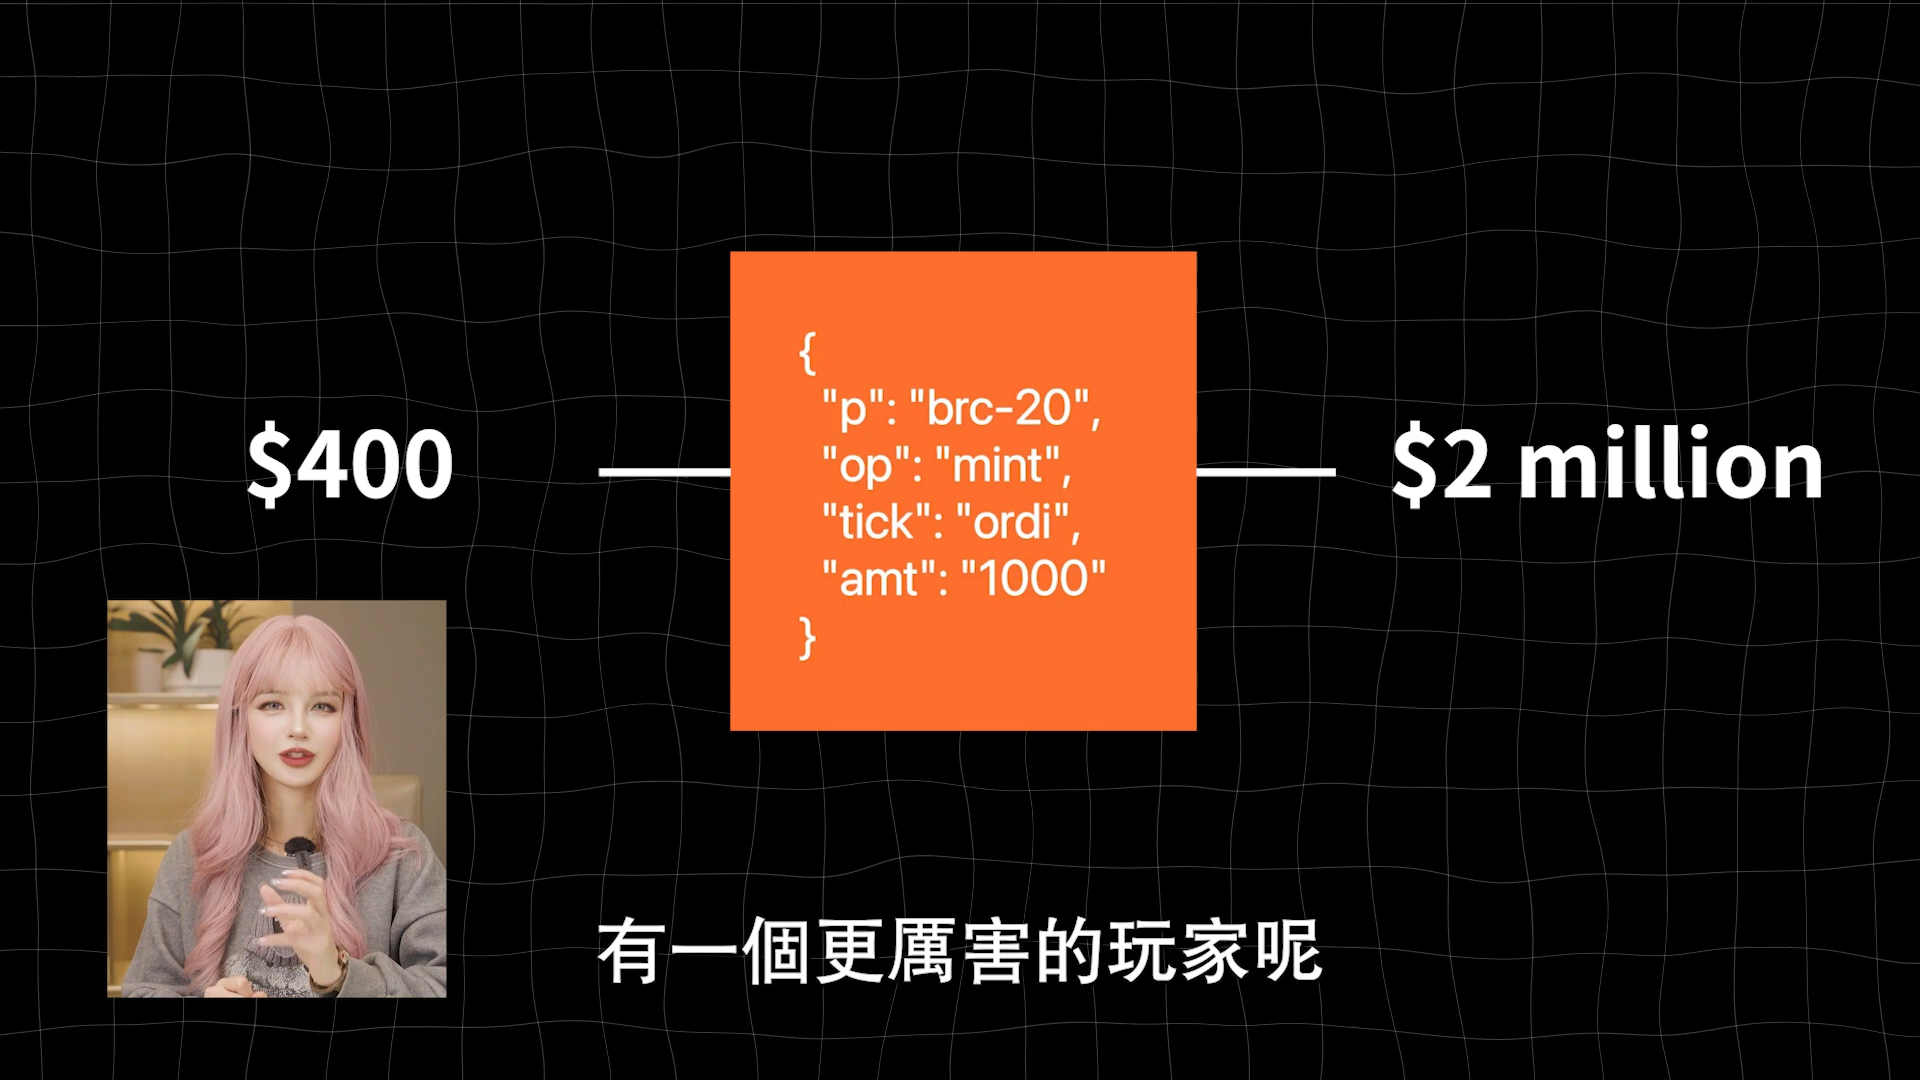 $400
{
"p": "brc-20",
"op": "mint",
"tick": "ordi",
"amt": "1000"
}
$2 million
有一個更厲害的玩家呢